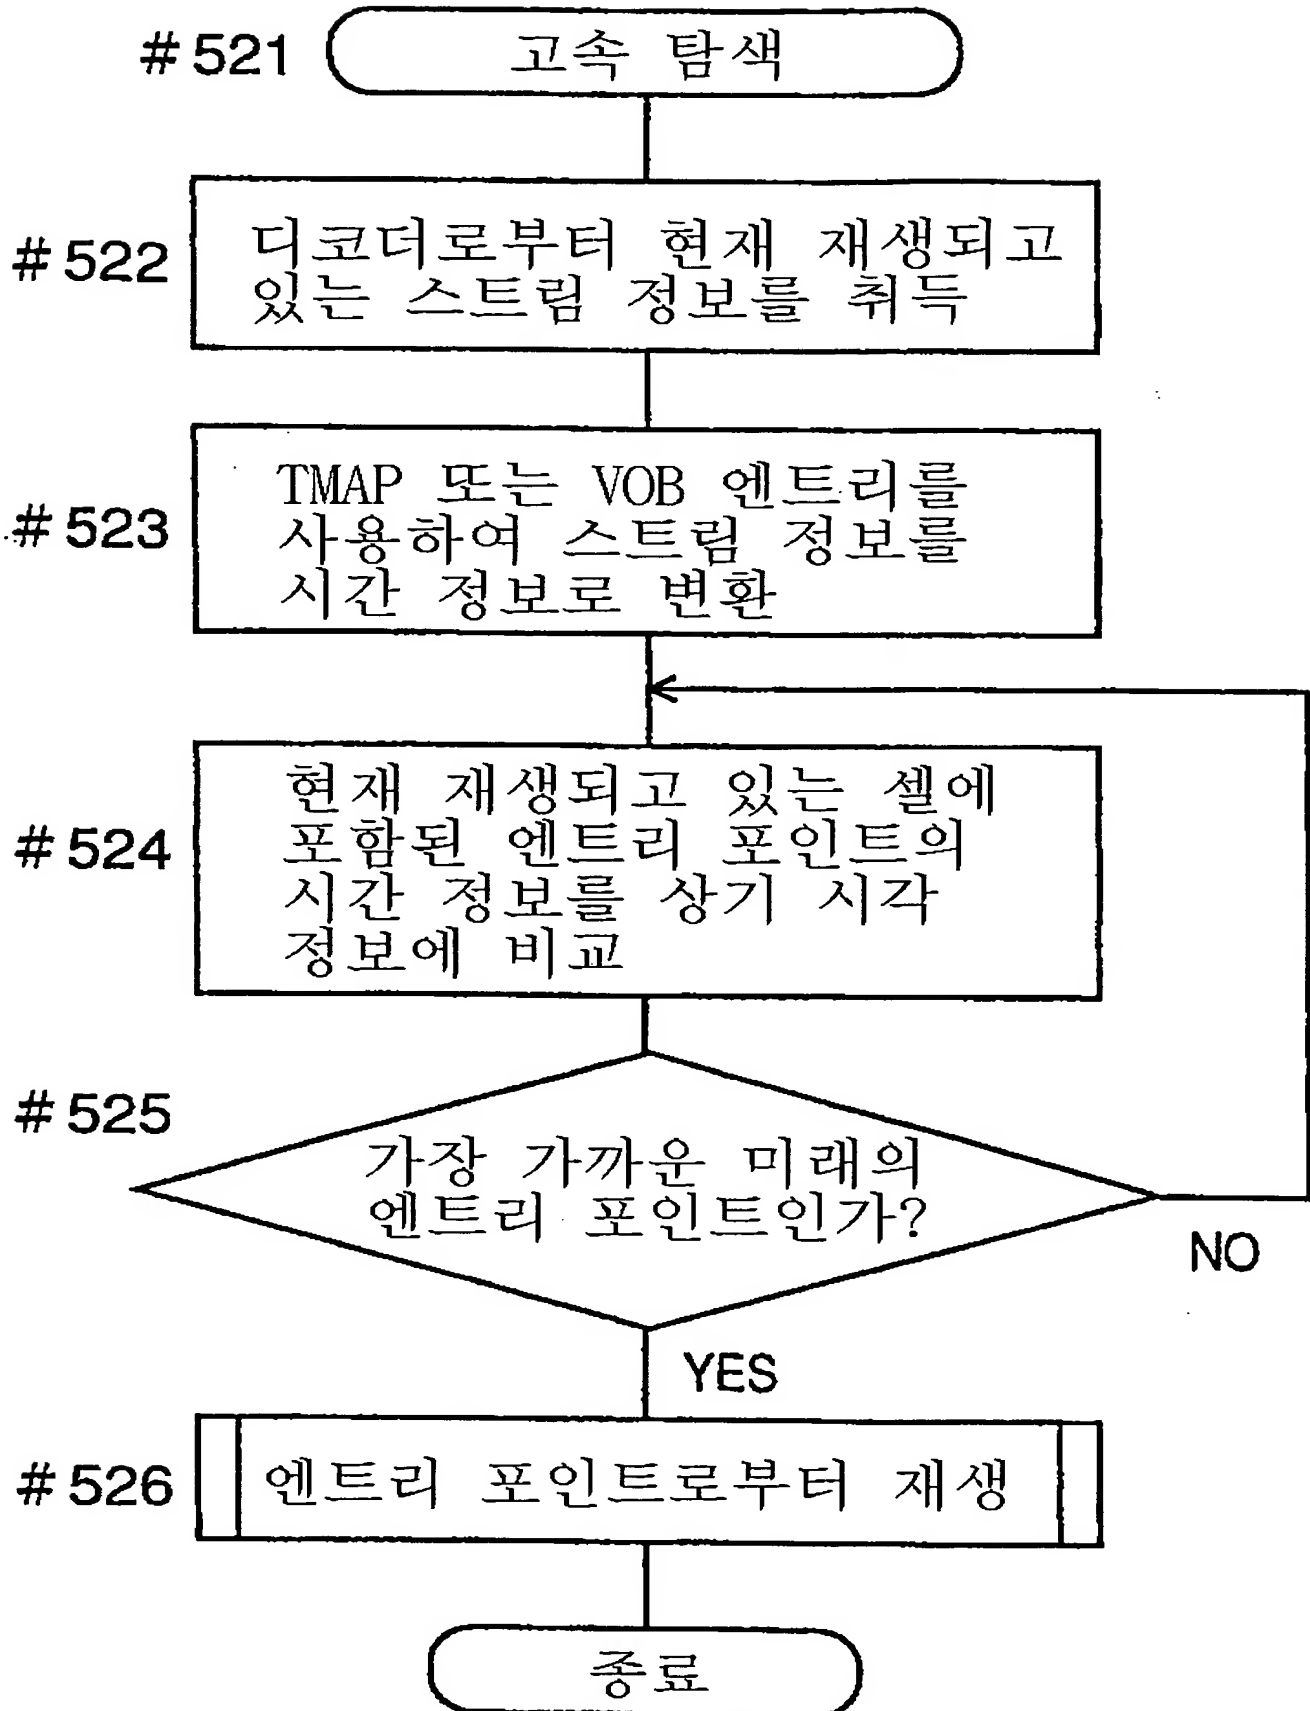 #521
고속 탐색
#522
디코더로부터 현재 재생되고
있는 스트림 정보를 취득
#523
TMAP 또는 VOB 엔트리를
사용하여 스트림 정보를
시간 정보로 변환
#524
현재 재생되고 있는 셀에
포함된 엔트리 포인트의
시간 정보를 상기 시각
정보에 비교
#525
가장 가까운 미래의
엔트리 포인트인가?
NO
YES
#526
엔트리 포인트로부터 재생
종료